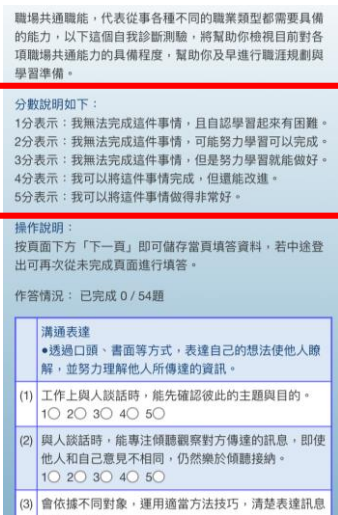 職場共通職能，代表從事各種不同的職業類型都需要具備
的能力，以下這個自我診斷測驗，將幫助你檢視目前對各
項職場共通能力的具備程度，幫助你及早進行職涯規劃與
學習準備。
分數說明如下：
1分表示：我無法完成這件事情，且自認學習起來有困難。
2分表示：我無法完成這件事情，可能努力學習可以完成。
3分表示：我無法完成這件事情，但是努力學習就能做好。
4分表示：我可以將這件事情完成，但還能改進。
5分表示：我可以將這件事情做得非常好。
操作說明：
按頁面下方「下一頁」即可儲存當頁填答資料，若中途登
出可再次從未完成頁面進行填答。
作答情況： 已完成 0 / 54題
溝通表達
●透過口頭、書面等方式，表達自己的想法使他人瞭
解，並努力理解他人所傳達的資訊。
(1) 工作上與人談話時，能先確認彼此的主題與目的。
1○ 2○ 3○ 4○ 5○
(2) 與人談話時，能專注傾聽觀察對方傳達的訊息，即使
他人和自己意見不相同，仍然樂於傾聽接納。
1○ 2○ 3○ 4○ 5○
(3) 會依據不同對象，運用適當方法技巧，清楚表達訊息